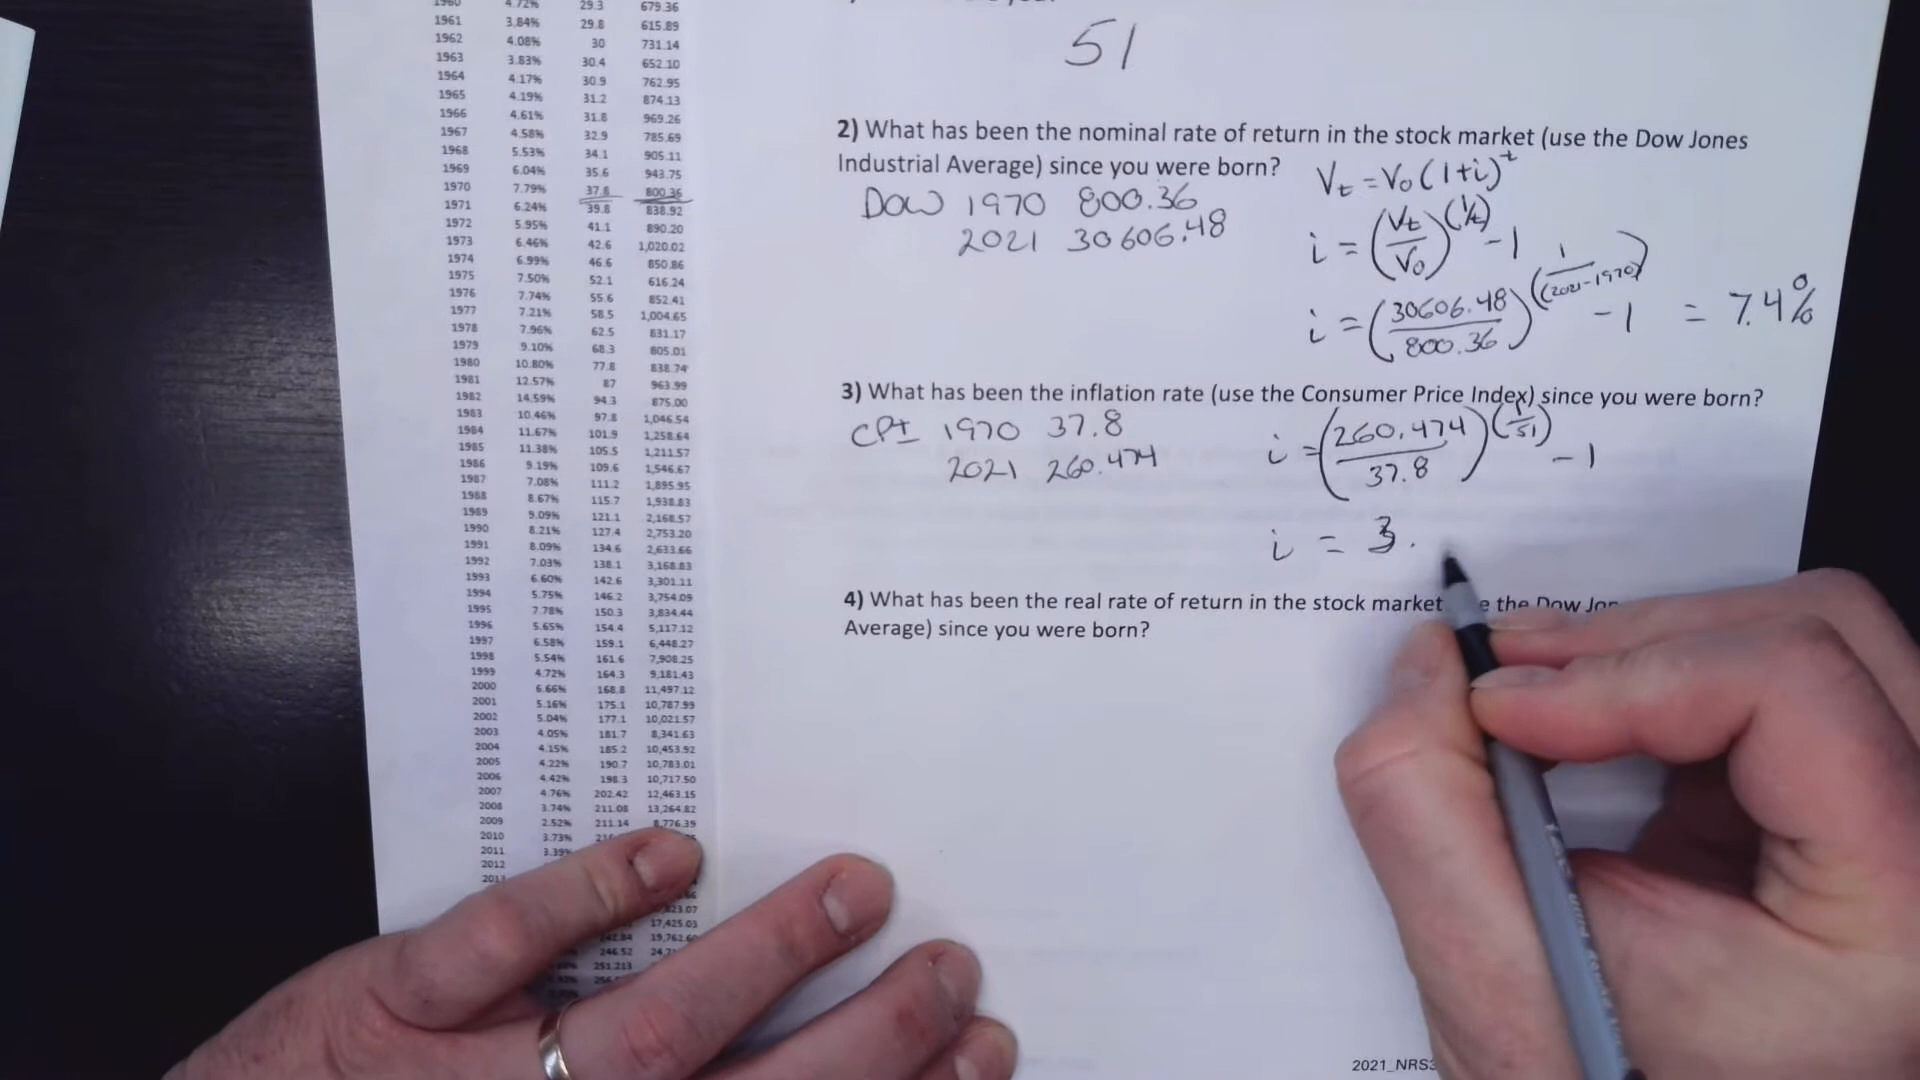 1960 4.72% 29.3 679.36
1961 3.84% 29.8 615.89
1962 4.08% 30 731.14
1963 3.83% 30.4 652.10
1964 4.17% 30.9 762.95
1965 4.19% 31.2 874.13
1966 4.61% 31.8 969.26
1967 4.58% 32.9 785.69
1968 5.53% 34.1 905.11
1969 6.04% 35.6 943.75
1970 7.79% 37.8 800.36
1971 6.24% 39.8 838.92
1972 5.95% 41.1 890.20
1973 6.46% 42.6 1,020.02
1974 6.99% 46.6 850.86
1975 7.50% 52.1 616.24
1976 7.74% 55.6 852.41
1977 7.21% 58.5 1,004.65
1978 7.96% 62.5 831.17
1979 9.10% 68.3 805.01
1980 10.80% 77.8 838.74
1981 12.57% 87 963.99
1982 14.59% 94.3 875.00
1983 10.46% 97.8 1,046.54
1984 11.67% 101.9 1,258.64
1985 11.38% 105.5 1,211.57
1986 9.19% 109.6 1,546.67
1987 7.08% 111.2 1,895.95
1988 8.67% 115.7 1,938.83
1989 9.09% 121.1 2,168.57
1990 8.21% 127.4 2,753.20
1991 8.09% 134.6 2,633.66
1992 7.03% 138.1 3,168.83
1993 6.60% 142.6 3,301.11
1994 5.75% 146.2 3,754.09
1995 7.78% 150.3 3,834.44
1996 5.65% 154.4 5,117.12
1997 6.58% 159.1 6,448.27
1998 5.54% 161.6 7,908.25
1999 4.72% 164.3 9,181.43
2000 6.66% 168.8 11,497.12
2001 5.16% 175.1 10,787.99
2002 5.04% 177.1 10,021.57
2003 4.05% 181.7 8,341.63
2004 4.15% 185.2 10,453.92
2005 4.22% 190.7 10,783.01
2006 4.42% 198.3 10,717.50
2007 4.76% 202.42 12,463.15
2008 3.74% 211.08 13,264.82
2009 2.52% 211.14 8,776.39
2010 3.73%
2011 3.39%
2012
2013
17,425.03
242.84 19,762.60
246.52
251.213
51
2) What has been the nominal rate of return in the stock market (use the Dow Jones
Industrial Average) since you were born?
DOW 1970 800.36
2021 30606.48
Vt = V0(1+i)^t
i = (Vt/V0)^(1/t) - 1
i = (30606.48/800.36)^(1/(2021-1970)) - 1 = 7.4%
3) What has been the inflation rate (use the Consumer Price Index) since you were born?
CPI 1970 37.8
2021 260.474
i = (260.474/37.8)^(1/51) - 1
i = 3.
4) What has been the real rate of return in the stock market the Dow
Average) since you were born?
2021_NRS